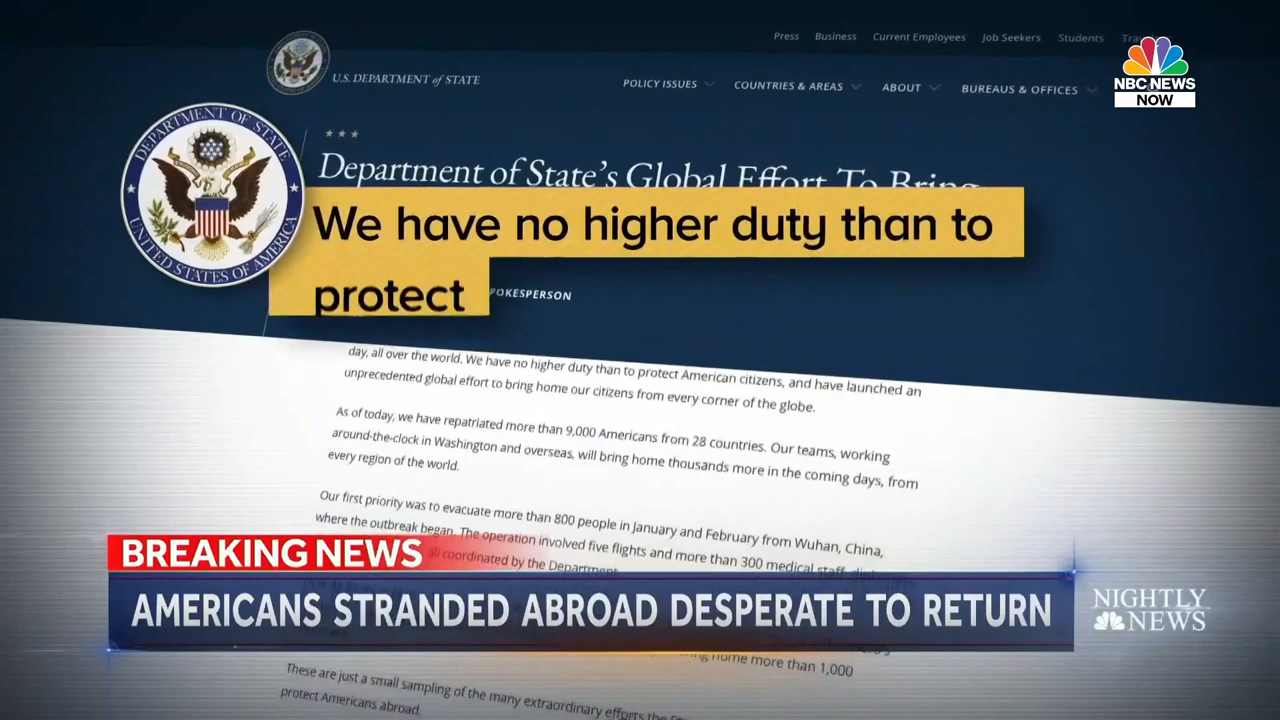 Press Business Current Employees Job Seekers Students
U.S. DEPARTMENT of STATE
POLICY ISSUES COUNTRIES & AREAS ABOUT BUREAUS & OFFICES
NBC NEWS
NOW
DEPARTMENT OF STATE
UNITED STATES OF AMERICA
Department of State's Global Effort To Bring
We have no higher duty than to
protect
POKESPERSON
day, all over the world. We have no higher duty than to protect American citizens, and have launched an
unprecedented global effort to bring home our citizens from every corner of the globe.
As of today, we have repatriated more than 9,000 Americans from 28 countries. Our teams, working
around-the-clock in Washington and overseas, will bring home thousands more in the coming days, from
every region of the world.
Our first priority was to evacuate more than 800 people in January and February from Wuhan, China,
where the outbreak began. The operation involved five flights and more than 300 medical staff,
all coordinated by the Department
BREAKING NEWS
AMERICANS STRANDED ABROAD DESPERATE TO RETURN
NIGHTLY
NEWS
home more than 1,000
These are just a small sampling of the many extraordinary efforts the
protect Americans abroad.